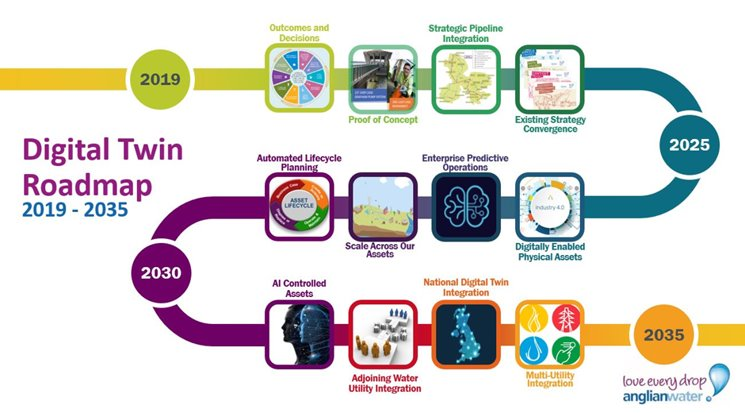 Outcomes and
Decisions
Strategic Pipeline
Integration
2019
Proof of Concept
Existing Strategy
Convergence
2025
Digital Twin
Roadmap
2019 - 2035
Automated Lifecycle
Planning
Enterprise Predictive
Operations
ASSET
LIFECYCLE
industry 4.0
Scale Across Our
Assets
Digitally Enabled
Physical Assets
2030
AI Controlled
Assets
National Digital Twin
Integration
2035
Adjoining Water
Utility Integration
Multi-Utility
Integration
love every drop
anglianwater